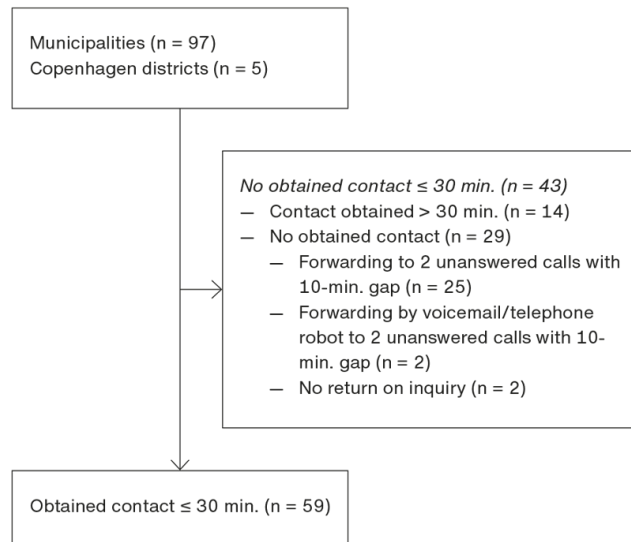 Municipalities (n = 97)
Copenhagen districts (n = 5)
No obtained contact ≤ 30 min. (n = 43)
— Contact obtained > 30 min. (n = 14)
— No obtained contact (n = 29)
— Forwarding to 2 unanswered calls with
10-min. gap (n = 25)
— Forwarding by voicemail/telephone
robot to 2 unanswered calls with 10-
min. gap (n = 2)
— No return on inquiry (n = 2)
Obtained contact ≤ 30 min. (n = 59)